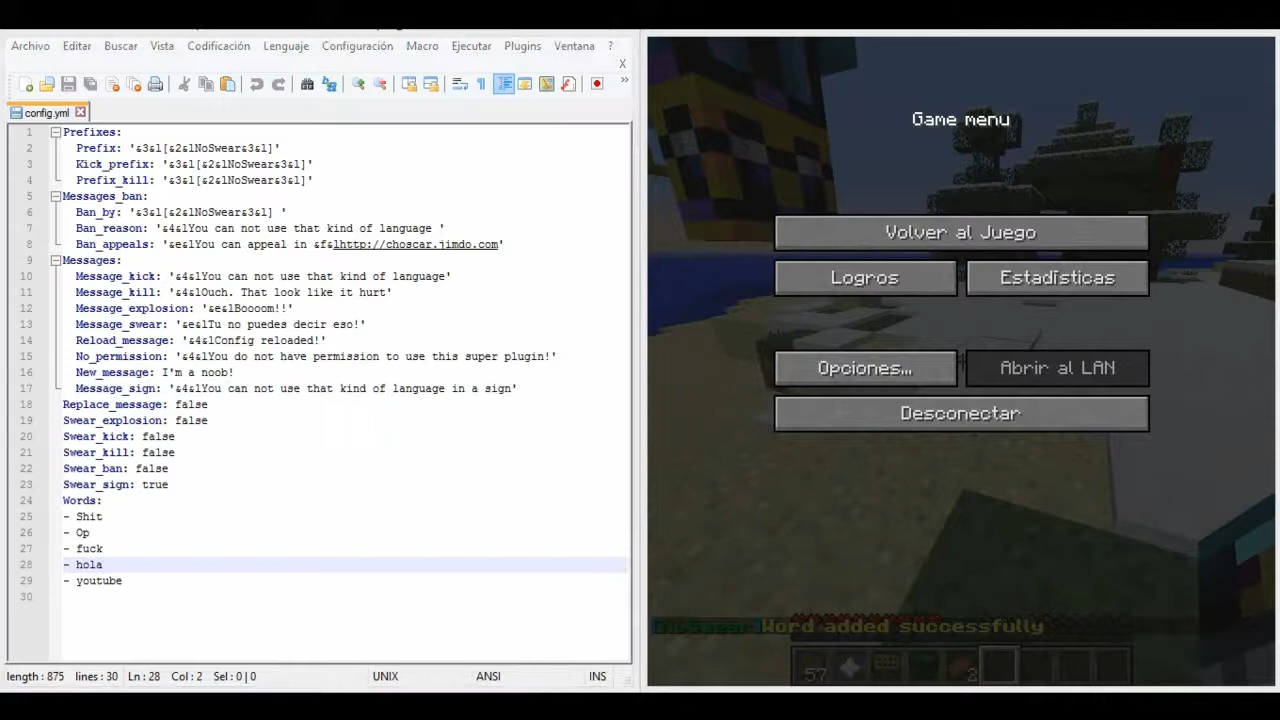 Archivo Editar Buscar Vista Codificación Lenguaje Configuración Macro Ejecutar Plugins Ventana ?
X
config.yml
1 Prefixes:
2 Prefix: '&3&l[&2&lNoSwear&3&l]'
3 Kick_prefix: '&3&l[&2&lNoSwear&3&l]'
4 Prefix_kill: '&3&l[&2&lNoSwear&3&l]'
5 Messages_ban:
6 Ban_by: '&3&l[&2&lNoSwear&3&l] '
7 Ban_reason: '&4&lYou can not use that kind of language '
8 Ban_appeals: '&e&lYou can appeal in &f&lhttp://choscar.jimdo.com'
9 Messages:
10 Message_kick: '&4&lYou can not use that kind of language'
11 Message_kill: '&4&lOuch. That look like it hurt'
12 Message_explosion: '&e&lBoooom!!'
13 Message_swear: '&e&lTu no puedes decir eso!'
14 Reload_message: '&4&lConfig reloaded!'
15 No_permission: '&4&lYou do not have permission to use this super plugin!'
16 New_message: I'm a noob!
17 Message_sign: '&4&lYou can not use that kind of language in a sign'
18 Replace_message: false
19 Swear_explosion: false
20 Swear_kick: false
21 Swear_kill: false
22 Swear_ban: false
23 Swear_sign: true
24 Words:
25 - Shit
26 - Op
27 - fuck
28 - hola
29 - youtube
30
length : 875 lines : 30 Ln : 28 Col : 2 Sel : 0 | 0 UNIX ANSI INS
Game menu
Volver al Juego
Logros Estadísticas
Opciones... Abrir al LAN
Desconectar
[NoSwear]Word added successfully
57 2